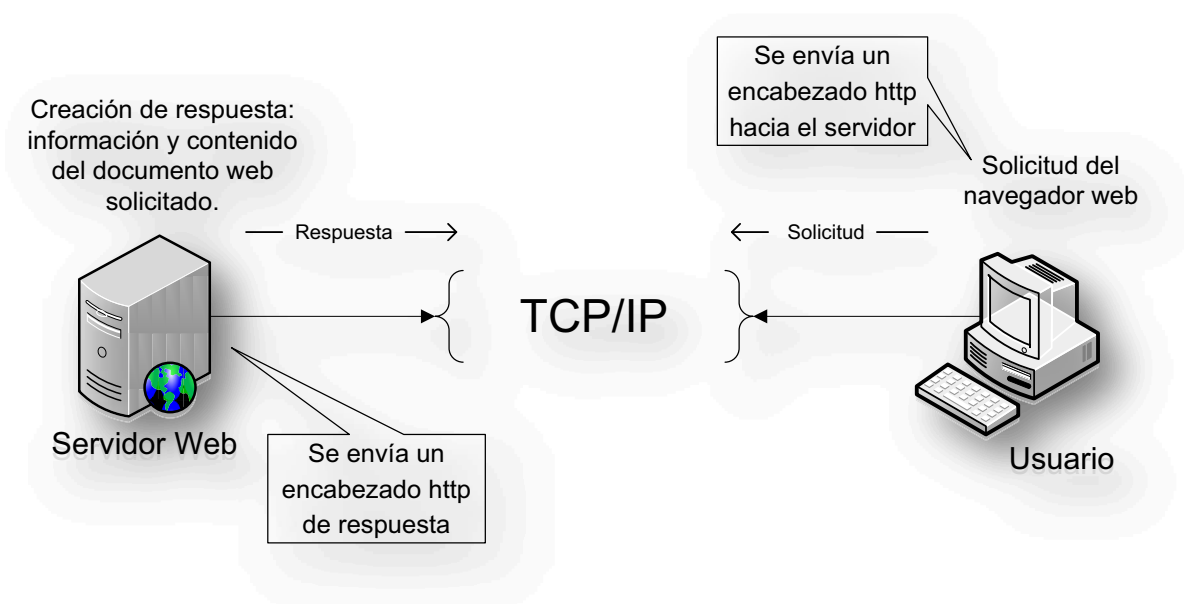 Creación de respuesta:
información y contenido
del documento web
solicitado.
Se envía un
encabezado http
hacia el servidor
Solicitud del
navegador web
Respuesta
Solicitud
TCP/IP
Servidor Web
Se envía un
encabezado http
de respuesta
Usuario